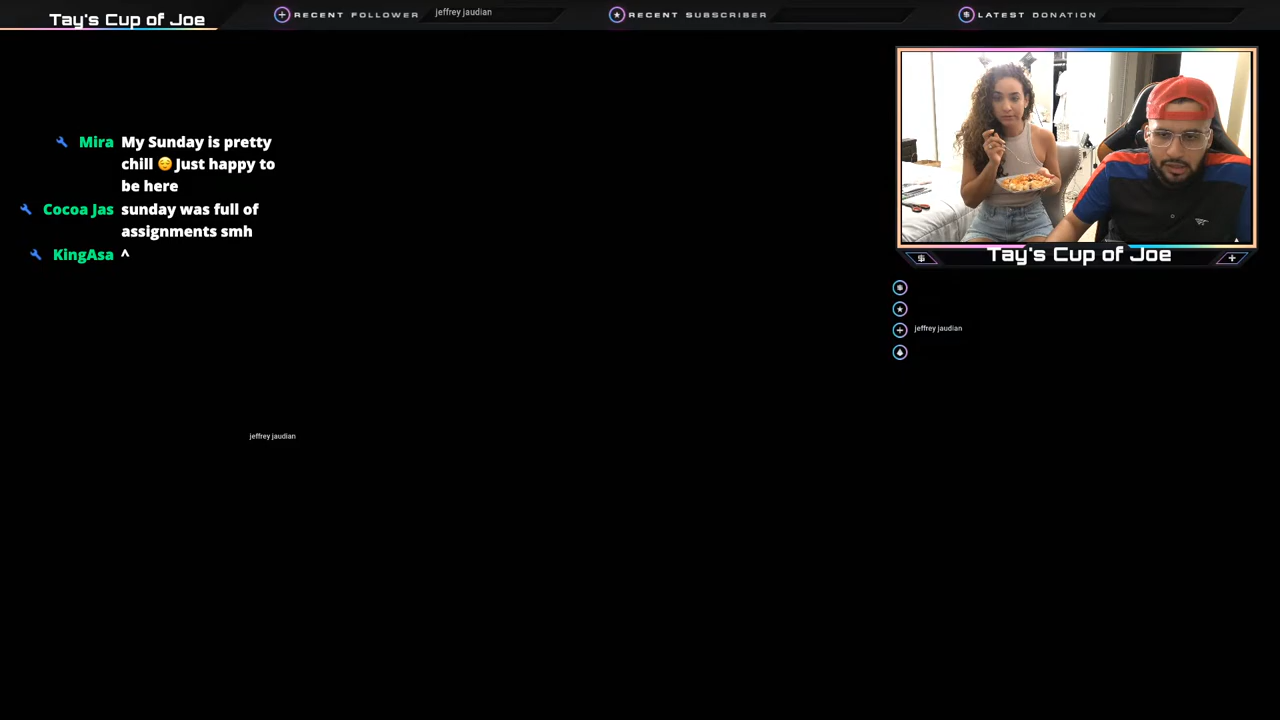 Tay's Cup of Joe
RECENT FOLLOWER jeffrey jaudian
RECENT SUBSCRIBER
LATEST DONATION
Mira My Sunday is pretty
chill 😌 Just happy to
be here
Cocoa Jas sunday was full of
assignments smh
KingAsa ^
Tay's Cup of Joe
jeffrey jaudian
jeffrey jaudian